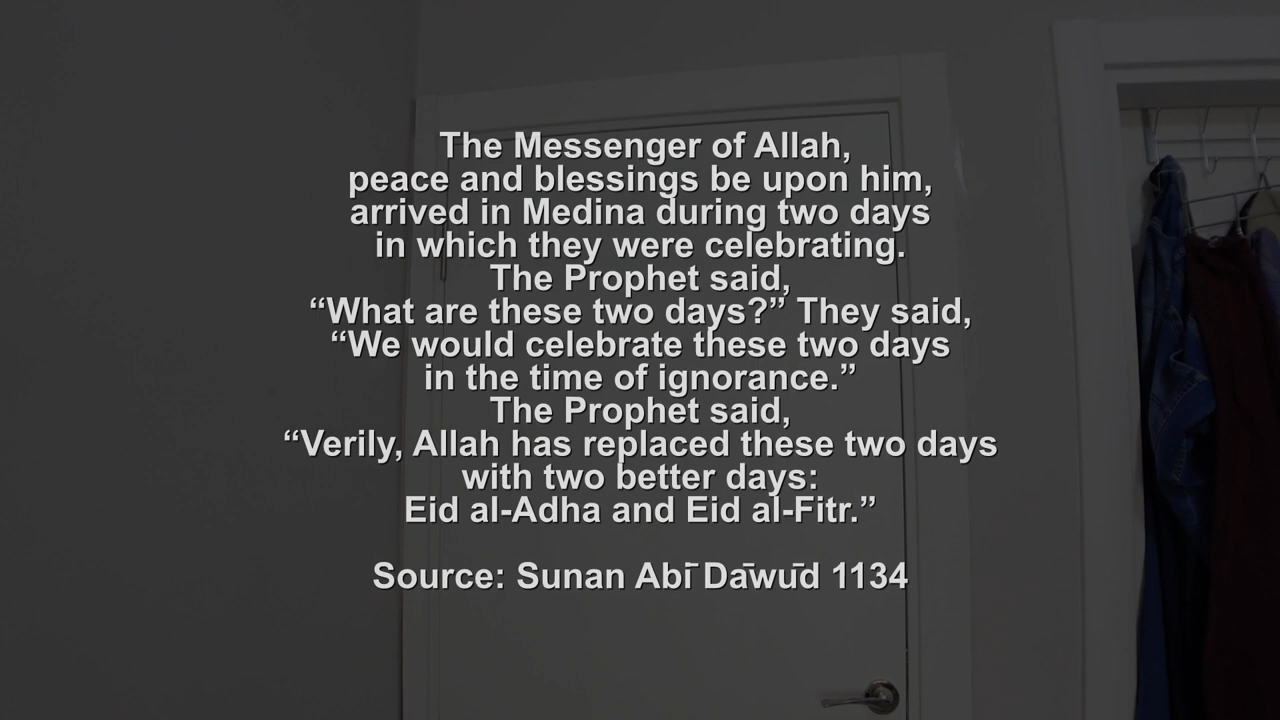 The Messenger of Allah,
peace and blessings be upon him,
arrived in Medina during two days
in which they were celebrating.
The Prophet said,
“What are these two days?” They said,
“We would celebrate these two days
in the time of ignorance.”
The Prophet said,
“Verily, Allah has replaced these two days
with two better days:
Eid al-Adha and Eid al-Fitr.”
Source: Sunan Abī Dāwūd 1134